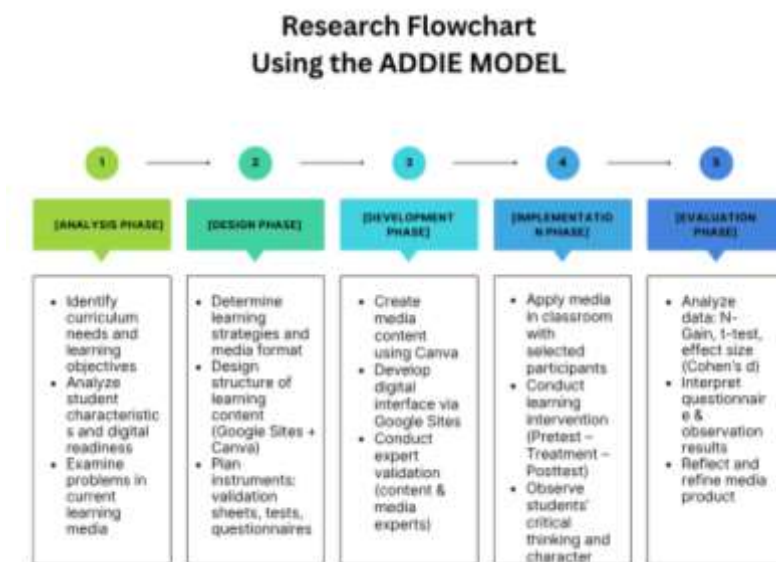 Research Flowchart
Using the ADDIE MODEL
1
2
3
4
5
[ANALYSIS PHASE]
[DESIGN PHASE]
[DEVELOPMENT
PHASE]
[IMPLEMENTATIO
N PHASE]
[EVALUATION
PHASE]
• Identify
curriculum
needs and
learning
objectives
• Analyze
student
characteristic
s and digital
readiness
• Examine
problems in
current
learning
media
• Determine
learning
strategies and
media format
• Design
structure of
learning
content
(Google Sites +
Canva)
• Plan
instruments:
validation
sheets, tests,
questionnaires
• Create
media
content
using Canva
• Develop
digital
interface via
Google Sites
• Conduct
expert
validation
(content &
media
experts)
• Apply media
in classroom
with
selected
participants
• Conduct
learning
intervention
(Pretest –
Treatment –
Posttest)
• Observe
students'
critical
thinking and
character
• Analyze
data: N-
Gain, t-test,
effect size
(Cohen's d)
• Interpret
questionnair
e &
observation
results
• Reflect and
refine media
product